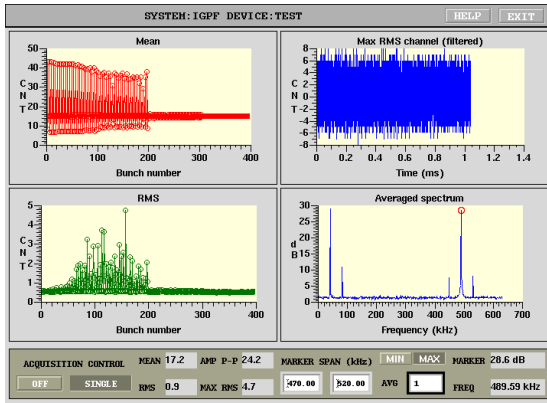 SYSTEM:IGPF DEVICE:TEST HELP EXIT
Mean
50
40
30
20
10
0
C
N
T
0 100 200 300 400
Bunch number
Max RMS channel (filtered)
8
6
4
2
0
-2
-4
-6
-8
C
N
T
0 0.2 0.4 0.6 0.8 1 1.2 1.4
Time (ms)
RMS
5
4
3
2
1
0
C
N
T
0 100 200 300 400
Bunch number
Averaged spectrum
30
25
20
15
10
5
0
d
B
0 100 200 300 400 500 600 700
Frequency (kHz)
ACQUISITION CONTROL MEAN 17.2 AMP P-P 24.2 MARKER SPAN (kHz) MIN MAX MARKER 28.6 dB
OFF SINGLE RMS 0.9 MAX RMS 4.7 470.00 520.00 AVG 1 FREQ 489.59 kHz